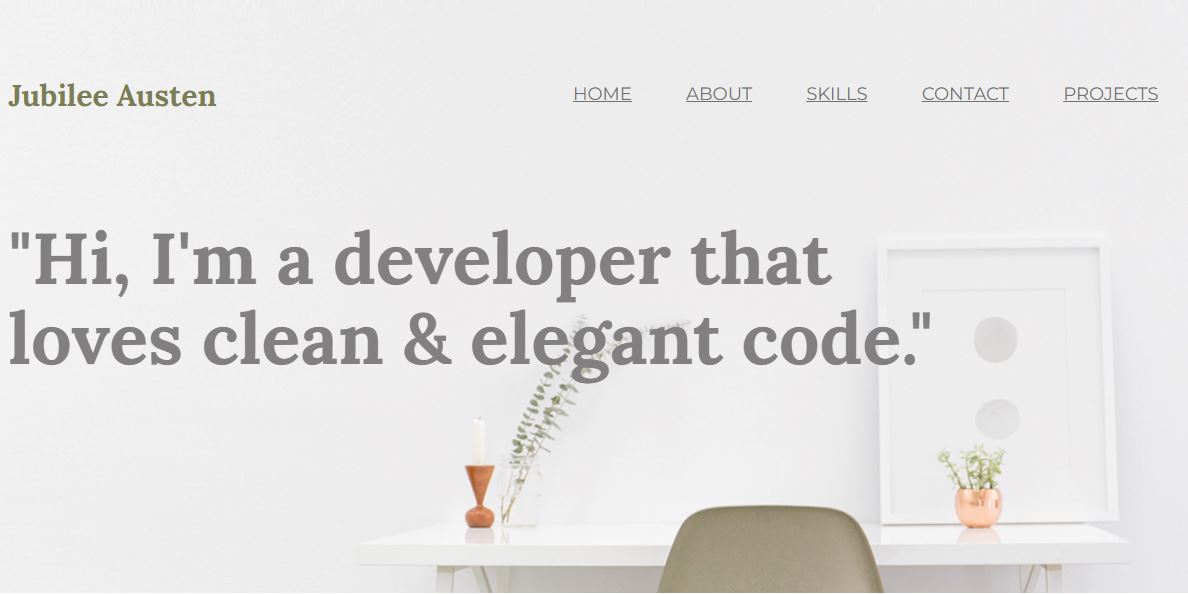 Jubilee Austen
HOME ABOUT SKILLS CONTACT PROJECTS
"Hi, I'm a developer that
loves clean & elegant code."